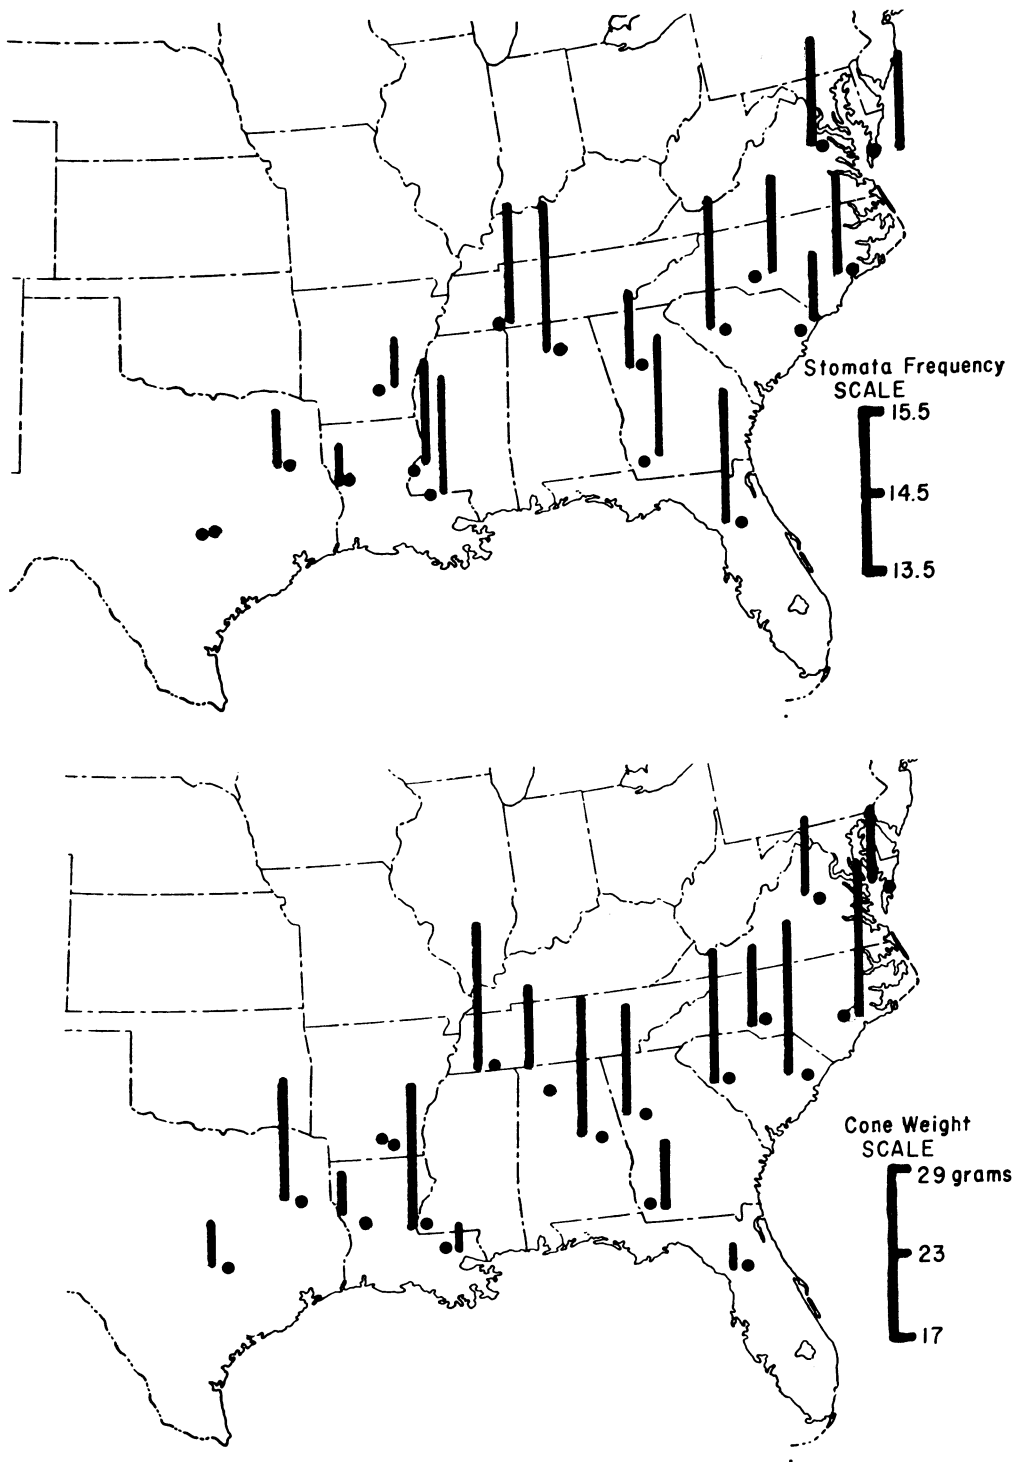 Stomata Frequency
SCALE
15.5
14.5
13.5
Cone Weight
SCALE
29 grams
23
17